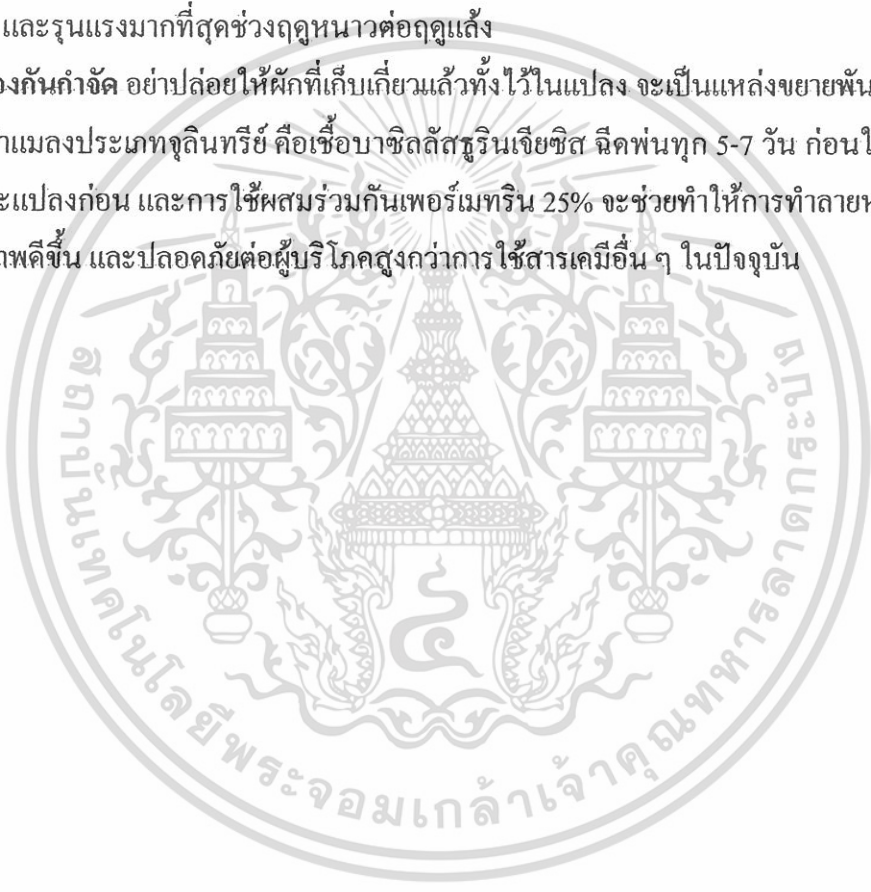 และรุนแรงมากที่สุดช่วงฤดูหนาวต่อฤดูแล้ง
องกันกำจัด อย่าปล่อยให้ผักที่เก็บเกี่ยวแล้วทั้งไว้ในแปลง จะเป็นแหล่งขยายพัน
าแมลงประเภทจุลินทรีย์ คือเชื้อบาซิลลัสธูรินเจียซิส ฉีดพ่นทุก 5-7 วัน ก่อนใ
ะแปลงก่อน และการใช้ผสมร่วมกันเพอร์เมทริน 25% จะช่วยทำให้การทำลายห
าพดีขึ้น และปลอดภัยต่อผู้บริโภคสูงกว่าการใช้สารเคมีอื่น ๆ ในปัจจุบัน
สถาบันเทคโนโลยีพระจอมเกล้าเจ้าคุณทหารลาดกระบัง